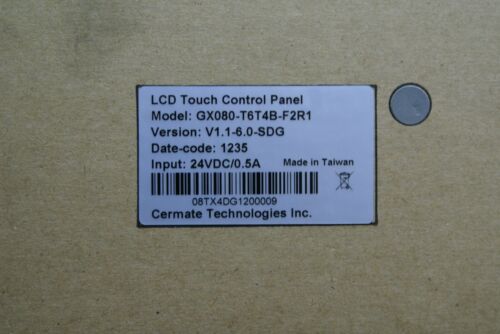 LCD Touch Control Panel
Model: GX080-T6T4B-F2R1
Version: V1.1-6.0-SDG
Date-code: 1235
Input: 24VDC/0.5A Made in Taiwan
08TX4DG1200009
Cermate Technologies Inc.